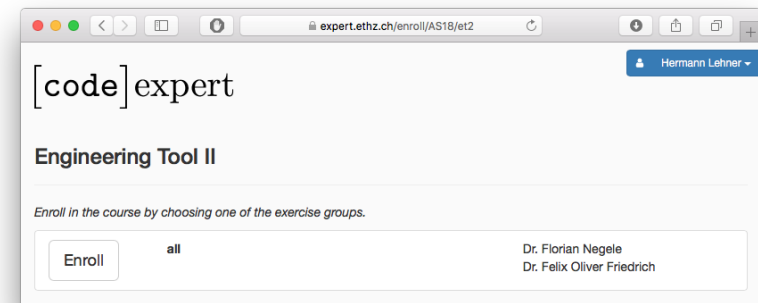 expert.ethz.ch/enroll/AS18/et2
Hermann Lehner
[code]expert
Engineering Tool II
Enroll in the course by choosing one of the exercise groups.
Enroll all Dr. Florian Negele
Dr. Felix Oliver Friedrich